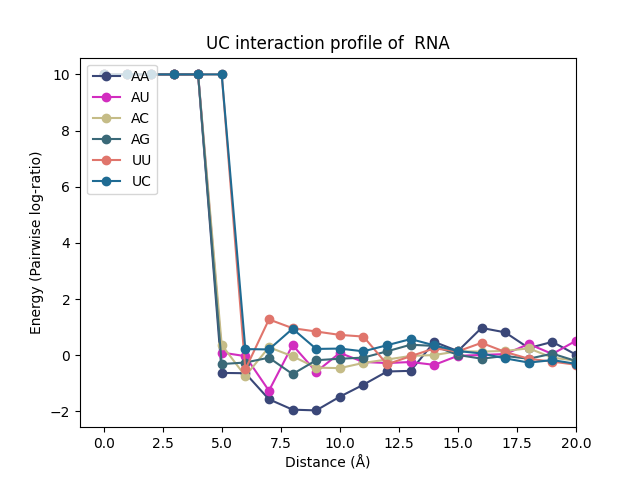 UC interaction profile of  RNA
Energy (Pairwise log-ratio)
10
8
6
4
2
0
−2
AA
AU
AC
AG
UU
UC
0.0 2.5 5.0 7.5 10.0 12.5 15.0 17.5 20.0
Distance (Å)